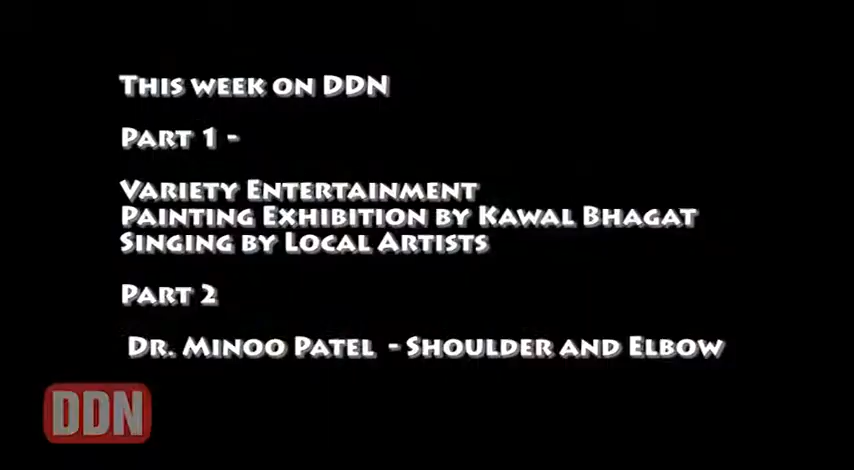 This week on DDN
Part 1 -
Variety Entertainment
Painting Exhibition by Kawal Bhagat
Singing by Local Artists
Part 2
Dr. Minoo Patel - Shoulder and Elbow
DDN